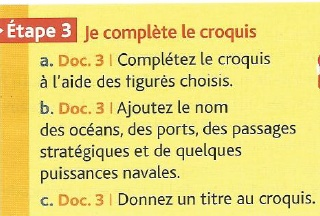 Étape 3 Je complète le croquis
a. Doc. 3 | Complétez le croquis
à l'aide des figurés choisis.
b. Doc. 3 | Ajoutez le nom
des océans, des ports, des passages
stratégiques et de quelques
puissances navales.
c. Doc. 3 | Donnez un titre au croquis.